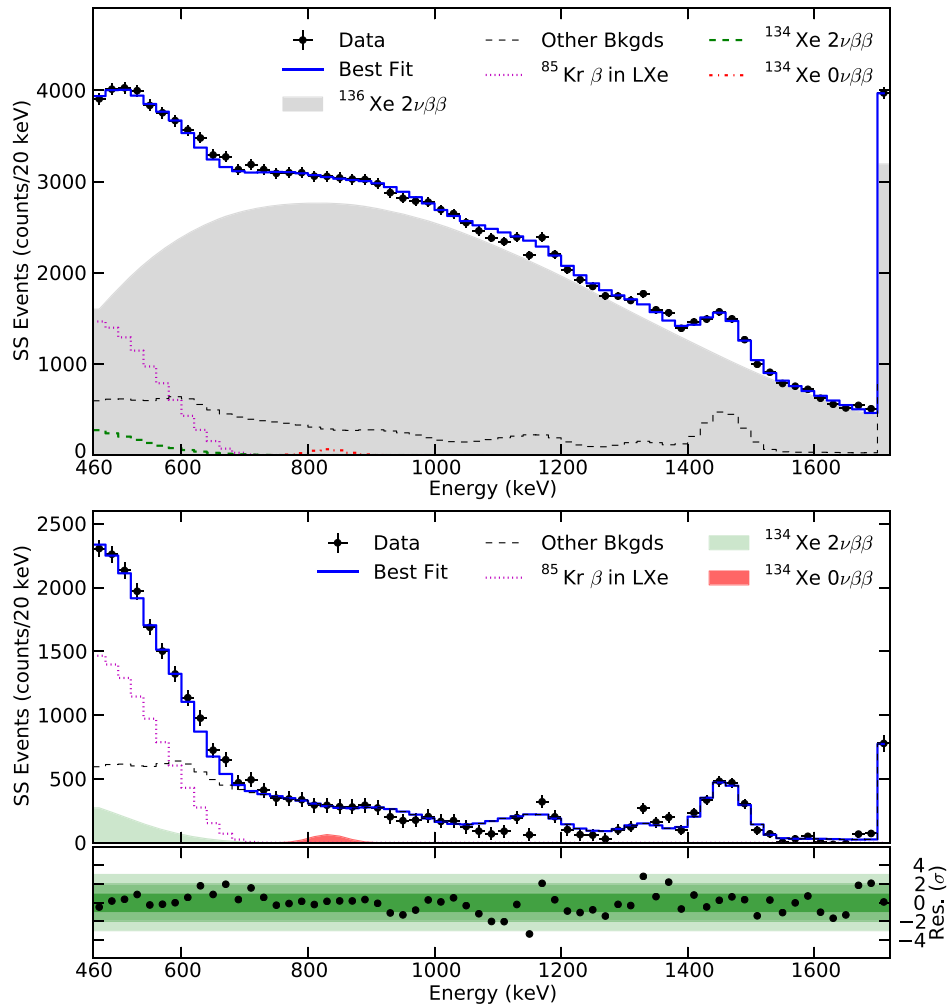 SS Events (counts/20 keV)
4000
3000
2000
1000
0
Data
Best Fit
¹³⁶Xe 2νββ
Other Bkgds
⁸⁵Kr β in LXe
¹³⁴Xe 2νββ
¹³⁴Xe 0νββ
460 600 800 1000 1200 1400 1600
Energy (keV)
SS Events (counts/20 keV)
2500
2000
1500
1000
500
0
Data
Best Fit
Other Bkgds
⁸⁵Kr β in LXe
¹³⁴Xe 2νββ
¹³⁴Xe 0νββ
4
2
0
−2
−4
Res. (σ)
460 600 800 1000 1200 1400 1600
Energy (keV)